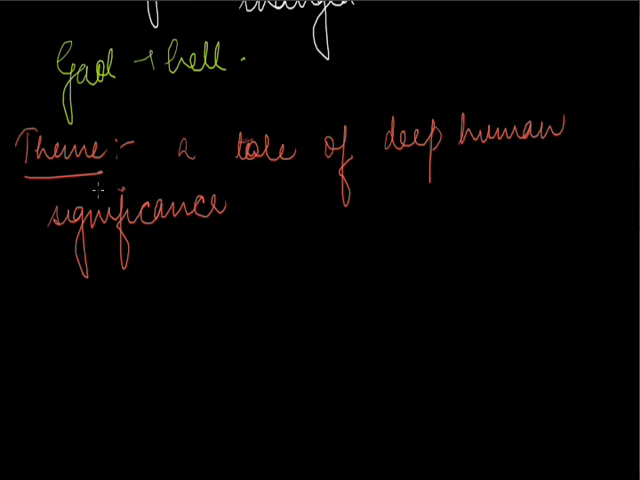 Gaol → hell.
Theme :- a tale of deep human
significance